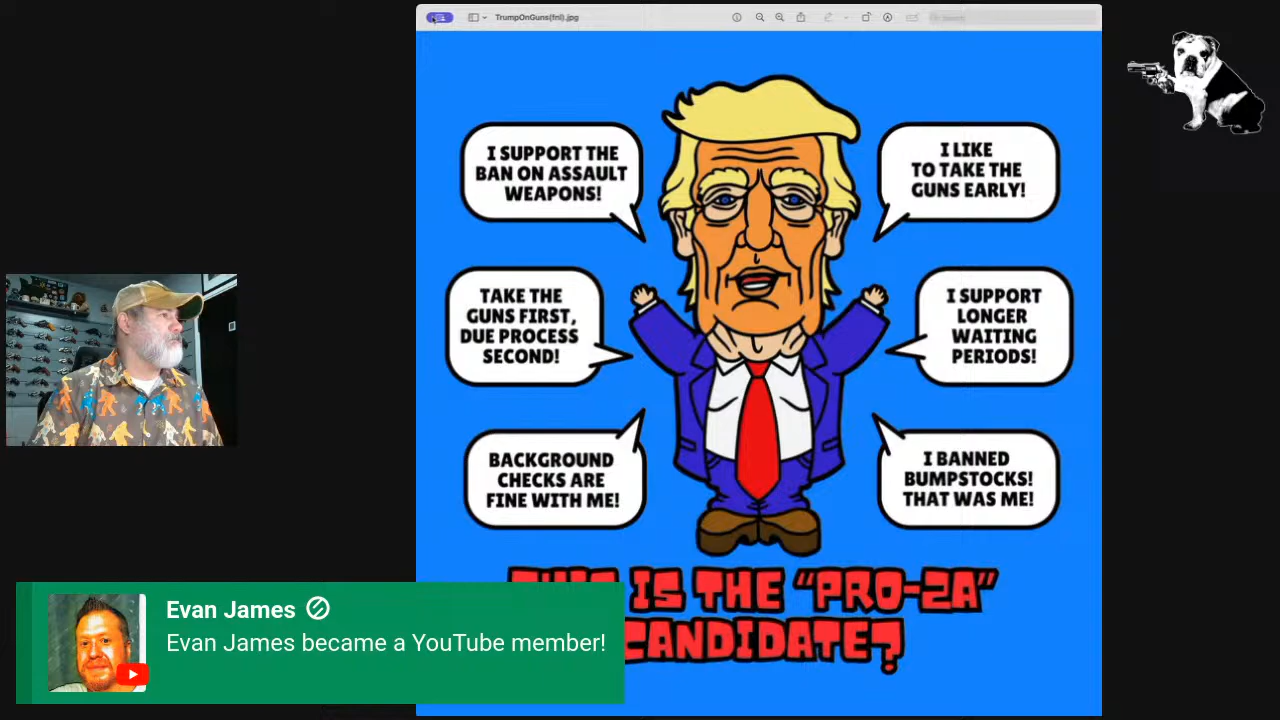 TrumpOnGuns(fnl).jpg
Search
I SUPPORT THE
BAN ON ASSAULT
WEAPONS!
I LIKE
TO TAKE THE
GUNS EARLY!
TAKE THE
GUNS FIRST,
DUE PROCESS
SECOND!
I SUPPORT
LONGER
WAITING
PERIODS!
BACKGROUND
CHECKS ARE
FINE WITH ME!
I BANNED
BUMPSTOCKS!
THAT WAS ME!
THIS IS THE “PRO-2A”
CANDIDATE?
Evan James
Evan James became a YouTube member!